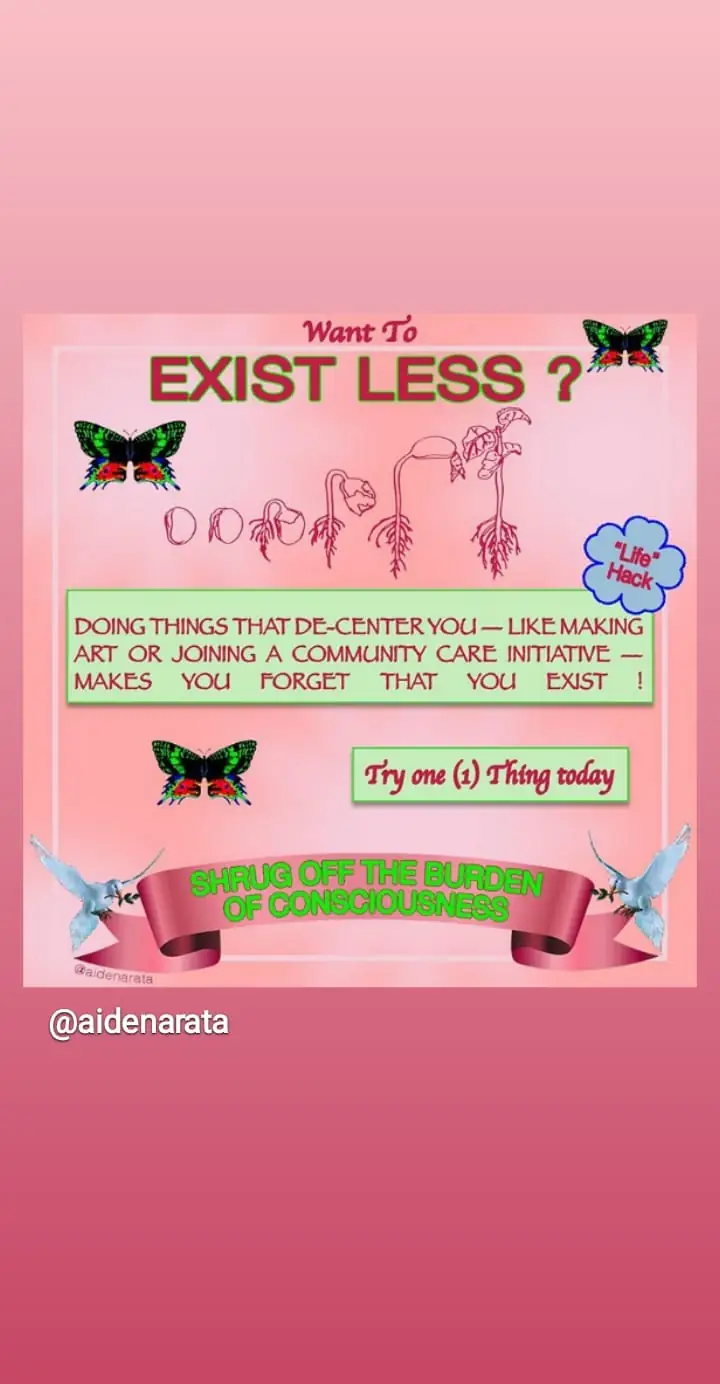 Want To
EXIST LESS ?
"Life"
Hack
DOING THINGS THAT DE-CENTER YOU — LIKE MAKING
ART OR JOINING A COMMUNITY CARE INITIATIVE —
MAKES YOU FORGET THAT YOU EXIST !
Try one (1) Thing today
SHRUG OFF THE BURDEN
OF CONSCIOUSNESS
@aidenarata
@aidenarata